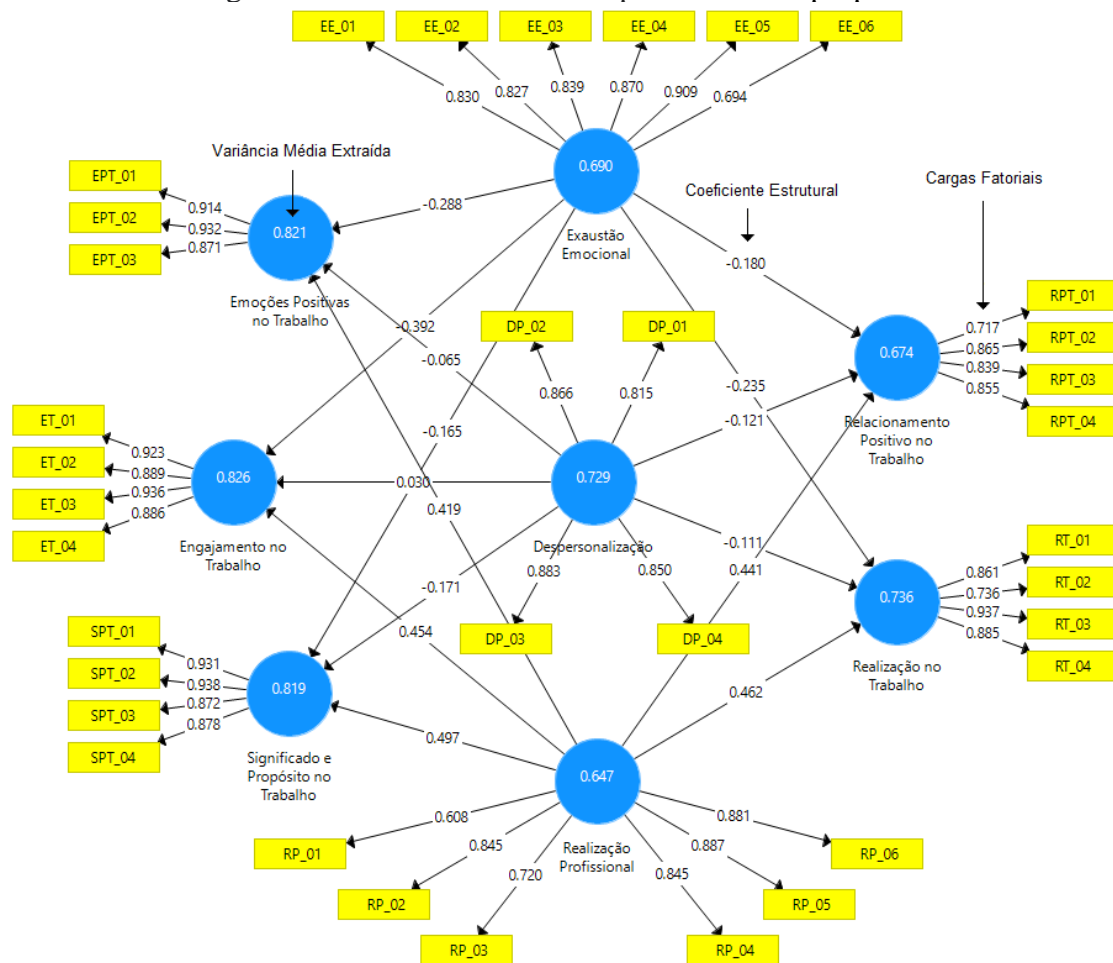 EE_01
EE_02
EE_03
EE_04
EE_05
EE_06
0.830
0.827
0.839
0.870
0.909
0.694
Variância Média Extraída
0.690
Exaustão
Emocional
Coeficiente Estrutural
Cargas Fatoriais
EPT_01
EPT_02
EPT_03
0.914
0.932
0.871
0.821
Emoções Positivas
no Trabalho
-0.288
-0.180
-0.392
-0.065
-0.165
-0.235
-0.121
DP_02
DP_01
0.866
0.815
RPT_01
RPT_02
RPT_03
RPT_04
0.717
0.865
0.839
0.855
0.674
Relacionamento
Positivo no
Trabalho
ET_01
ET_02
ET_03
ET_04
0.923
0.889
0.936
0.886
0.826
Engajamento no
Trabalho
0.030
0.419
0.729
Despersonalização
-0.111
0.441
-0.171
0.883
0.850
DP_03
DP_04
0.454
RT_01
RT_02
RT_03
RT_04
0.861
0.736
0.937
0.885
0.736
Realização no
Trabalho
SPT_01
SPT_02
SPT_03
SPT_04
0.931
0.938
0.872
0.878
0.819
Significado e
Propósito no
Trabalho
0.497
0.462
0.647
Realização
Profissional
0.608
0.845
0.720
0.845
0.887
0.881
RP_01
RP_02
RP_03
RP_04
RP_05
RP_06